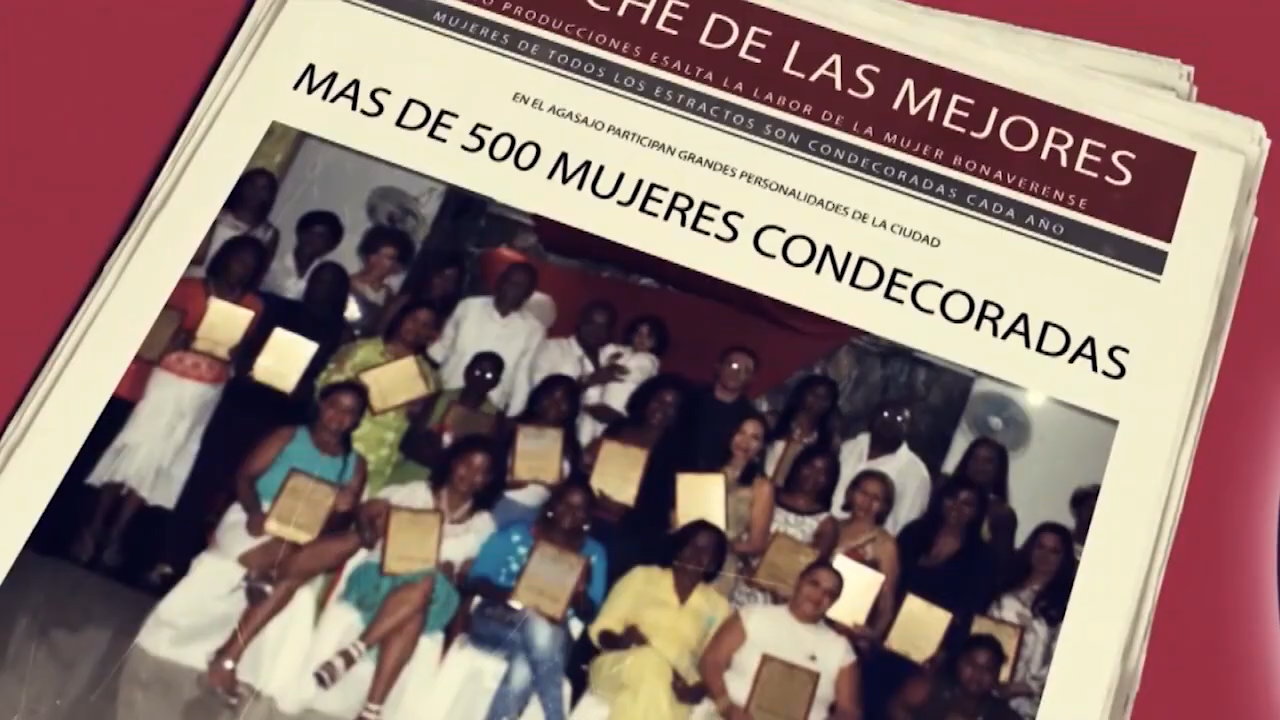 CHE DE LAS MEJORES
PRODUCCIONES ESALTA LA LABOR DE LA MUJER BONAVERENSE
MUJERES DE TODOS LOS ESTRACTOS SON CONDECORADAS CADA AÑO
EN EL AGASAJO PARTICIPAN GRANDES PERSONALIDADES DE LA CIUDAD
MAS DE 500 MUJERES CONDECORADAS